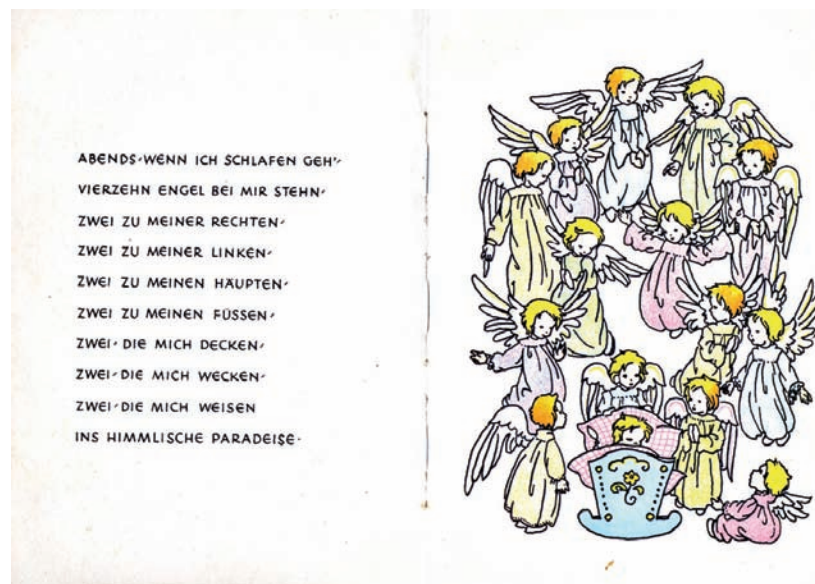 ABENDS, WENN ICH SCHLAFEN GEH',
VIERZEHN ENGEL BEI MIR STEHN,
ZWEI ZU MEINER RECHTEN,
ZWEI ZU MEINER LINKEN,
ZWEI ZU MEINEN HÄUPTEN,
ZWEI ZU MEINEN FÜSSEN,
ZWEI, DIE MICH DECKEN,
ZWEI, DIE MICH WECKEN,
ZWEI, DIE MICH WEISEN
INS HIMMLISCHE PARADEISE.